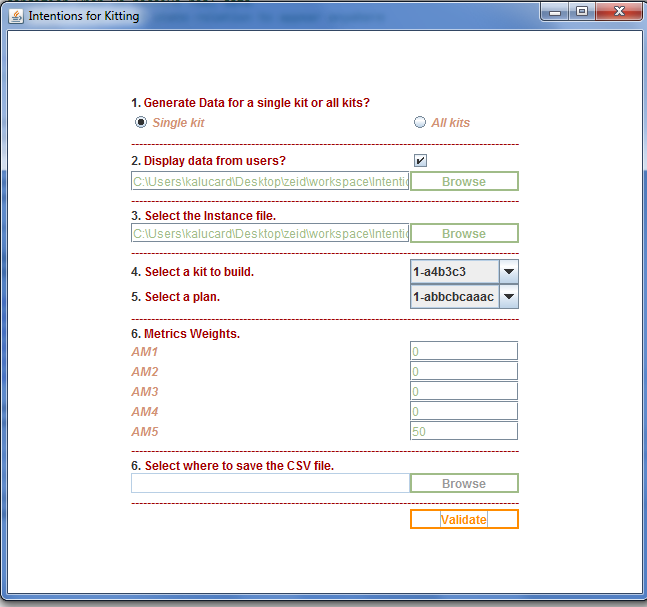 Intentions for Kitting
1. Generate Data for a single kit or all kits?
Single kit All kits
2. Display data from users?
C:\Users\kalucard\Desktop\zeid\workspace\Intenti Browse
3. Select the Instance file.
C:\Users\kalucard\Desktop\zeid\workspace\Intenti Browse
4. Select a kit to build. 1-a4b3c3
5. Select a plan. 1-abbcbcaaac
6. Metrics Weights.
AM1 0
AM2 0
AM3 0
AM4 0
AM5 50
6. Select where to save the CSV file.
Browse
Validate